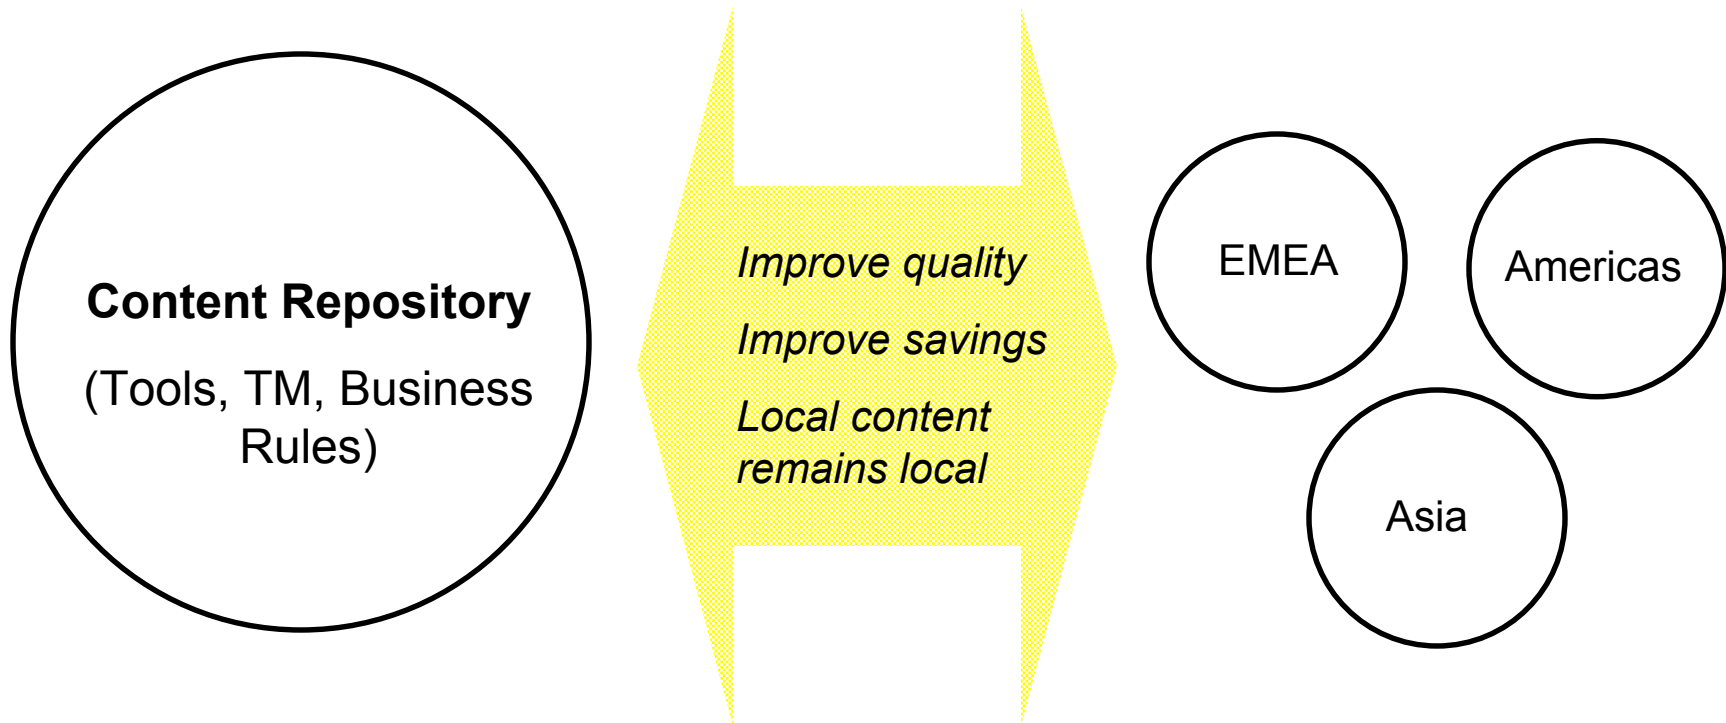 Content Repository
(Tools, TM, Business
Rules)
Improve quality
Improve savings
Local content
remains local
EMEA
Americas
Asia